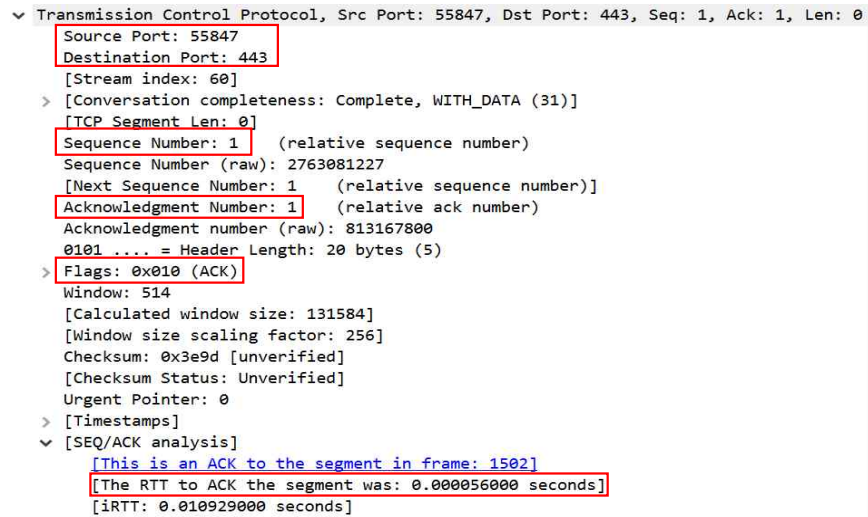 Transmission Control Protocol, Src Port: 55847, Dst Port: 443, Seq: 1, Ack: 1, Len: 0
Source Port: 55847
Destination Port: 443
[Stream index: 60]
[Conversation completeness: Complete, WITH_DATA (31)]
[TCP Segment Len: 0]
Sequence Number: 1    (relative sequence number)
Sequence Number (raw): 2763081227
[Next Sequence Number: 1    (relative sequence number)]
Acknowledgment Number: 1    (relative ack number)
Acknowledgment number (raw): 813167800
0101 .... = Header Length: 20 bytes (5)
Flags: 0x010 (ACK)
Window: 514
[Calculated window size: 131584]
[Window size scaling factor: 256]
Checksum: 0x3e9d [unverified]
[Checksum Status: Unverified]
Urgent Pointer: 0
[Timestamps]
[SEQ/ACK analysis]
[This is an ACK to the segment in frame: 1502]
[The RTT to ACK the segment was: 0.000056000 seconds]
[iRTT: 0.010929000 seconds]